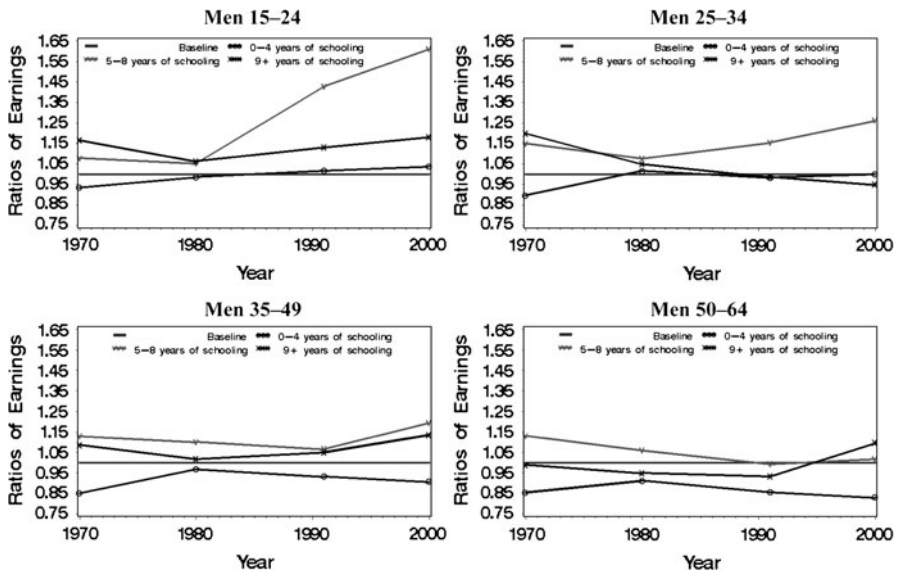 Men 15–24
Ratios of Earnings
1.65
1.55
1.45
1.35
1.25
1.15
1.05
0.95
0.85
0.75
Baseline
0–4 years of schooling
5–8 years of schooling
9+ years of schooling
1970
1980
1990
2000
Year
Men 25–34
Ratios of Earnings
1.65
1.55
1.45
1.35
1.25
1.15
1.05
0.95
0.85
0.75
Baseline
0–4 years of schooling
5–8 years of schooling
9+ years of schooling
1970
1980
1990
2000
Year
Men 35–49
Ratios of Earnings
1.65
1.55
1.45
1.35
1.25
1.15
1.05
0.95
0.85
0.75
Baseline
0–4 years of schooling
5–8 years of schooling
9+ years of schooling
1970
1980
1990
2000
Year
Men 50–64
Ratios of Earnings
1.65
1.55
1.45
1.35
1.25
1.15
1.05
0.95
0.85
0.75
Baseline
0–4 years of schooling
5–8 years of schooling
9+ years of schooling
1970
1980
1990
2000
Year